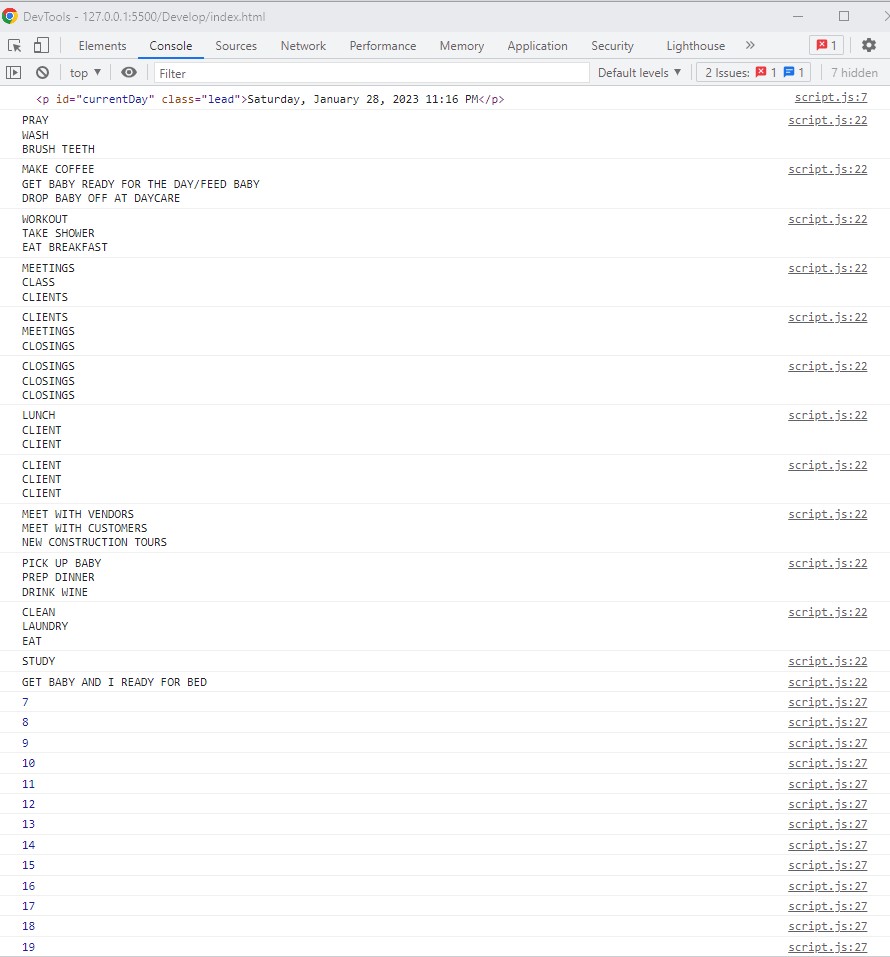 DevTools - 127.0.0.1:5500/Develop/index.html
Elements Console Sources Network Performance Memory Application Security Lighthouse » 1
top ▼ Filter Default levels ▼ 2 Issues: 1 1 7 hidden
<p id="currentDay" class="lead">Saturday, January 28, 2023 11:16 PM</p> script.js:7
PRAY script.js:22
WASH
BRUSH TEETH
MAKE COFFEE script.js:22
GET BABY READY FOR THE DAY/FEED BABY
DROP BABY OFF AT DAYCARE
WORKOUT script.js:22
TAKE SHOWER
EAT BREAKFAST
MEETINGS script.js:22
CLASS
CLIENTS
CLIENTS script.js:22
MEETINGS
CLOSINGS
CLOSINGS script.js:22
CLOSINGS
CLOSINGS
LUNCH script.js:22
CLIENT
CLIENT
CLIENT script.js:22
CLIENT
CLIENT
MEET WITH VENDORS script.js:22
MEET WITH CUSTOMERS
NEW CONSTRUCTION TOURS
PICK UP BABY script.js:22
PREP DINNER
DRINK WINE
CLEAN script.js:22
LAUNDRY
EAT
STUDY script.js:22
GET BABY AND I READY FOR BED script.js:22
7 script.js:27
8 script.js:27
9 script.js:27
10 script.js:27
11 script.js:27
12 script.js:27
13 script.js:27
14 script.js:27
15 script.js:27
16 script.js:27
17 script.js:27
18 script.js:27
19 script.js:27